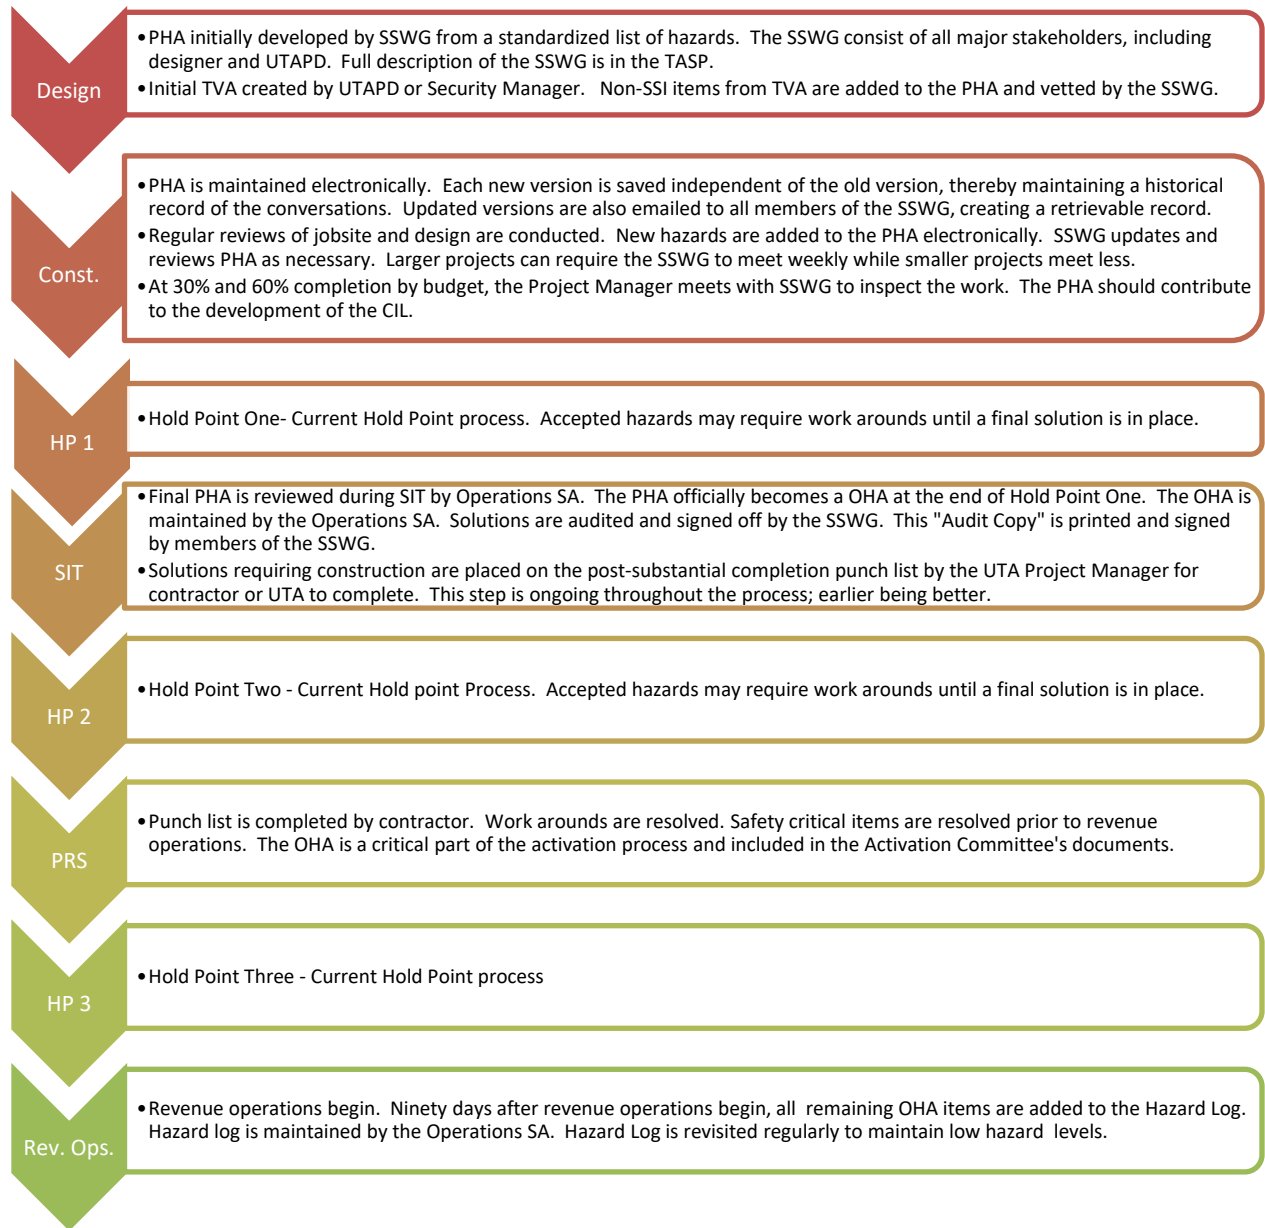 Design
•PHA initially developed by SSWG from a standardized list of hazards.  The SSWG consist of all major stakeholders, including
designer and UTAPD.  Full description of the SSWG is in the TASP.
•Initial TVA created by UTAPD or Security Manager.   Non-SSI items from TVA are added to the PHA and vetted by the SSWG.
Const.
•PHA is maintained electronically.  Each new version is saved independent of the old version, thereby maintaining a historical
record of the conversations.  Updated versions are also emailed to all members of the SSWG, creating a retrievable record.
•Regular reviews of jobsite and design are conducted.  New hazards are added to the PHA electronically.  SSWG updates and
reviews PHA as necessary.  Larger projects can require the SSWG to meet weekly while smaller projects meet less.
•At 30% and 60% completion by budget, the Project Manager meets with SSWG to inspect the work.  The PHA should contribute
to the development of the CIL.
HP 1
•Hold Point One- Current Hold Point process.  Accepted hazards may require work arounds until a final solution is in place.
SIT
•Final PHA is reviewed during SIT by Operations SA.  The PHA officially becomes a OHA at the end of Hold Point One.  The OHA is
maintained by the Operations SA.  Solutions are audited and signed off by the SSWG.  This "Audit Copy" is printed and signed
by members of the SSWG.
•Solutions requiring construction are placed on the post-substantial completion punch list by the UTA Project Manager for
contractor or UTA to complete.  This step is ongoing throughout the process; earlier being better.
HP 2
•Hold Point Two - Current Hold point Process.  Accepted hazards may require work arounds until a final solution is in place.
PRS
•Punch list is completed by contractor.  Work arounds are resolved. Safety critical items are resolved prior to revenue
operations.  The OHA is a critical part of the activation process and included in the Activation Committee's documents.
HP 3
•Hold Point Three - Current Hold Point process
Rev. Ops.
•Revenue operations begin.  Ninety days after revenue operations begin, all  remaining OHA items are added to the Hazard Log.
Hazard log is maintained by the Operations SA.  Hazard Log is revisited regularly to maintain low hazard  levels.